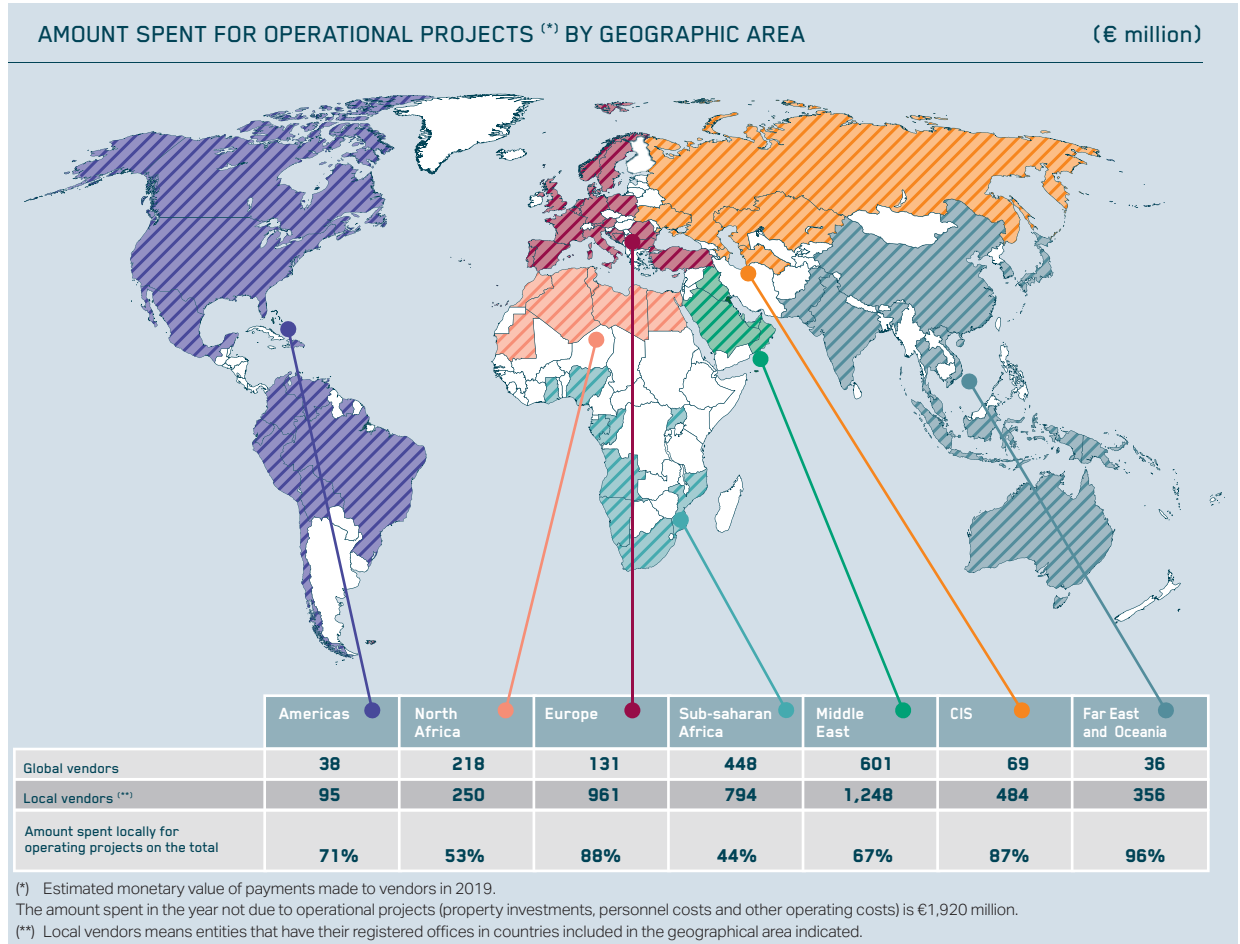 AMOUNT SPENT FOR OPERATIONAL PROJECTS (*) BY GEOGRAPHIC AREA (€ million)
Americas North Africa Europe Sub-saharan Africa Middle East CIS Far East and Oceania
Global vendors 38 218 131 448 601 69 36
Local vendors (**) 95 250 961 794 1,248 484 356
Amount spent locally for
operating projects on the total 71% 53% 88% 44% 67% 87% 96%
(*) Estimated monetary value of payments made to vendors in 2019.
The amount spent in the year not due to operational projects (property investments, personnel costs and other operating costs) is €1,920 million.
(**) Local vendors means entities that have their registered offices in countries included in the geographical area indicated.